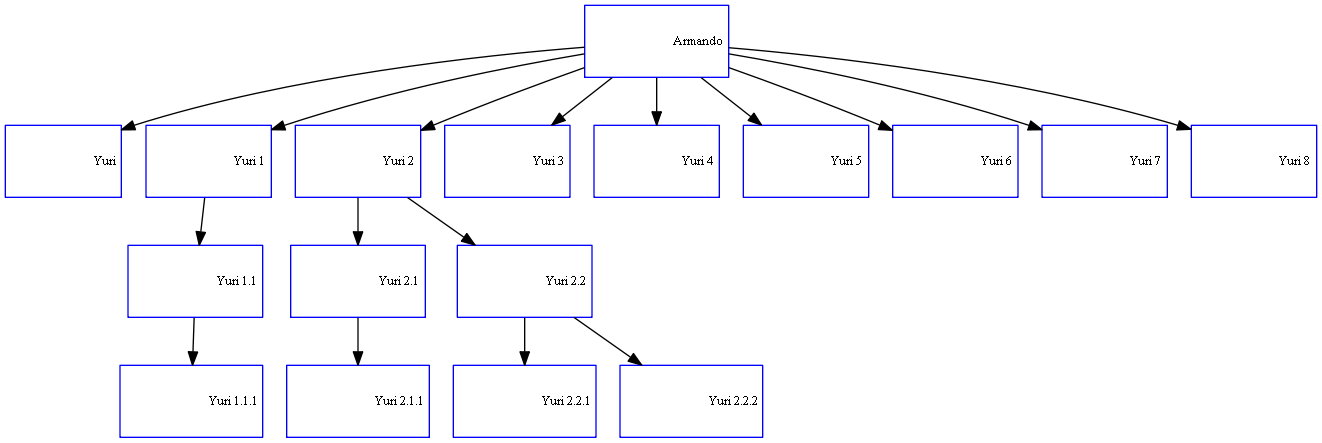 Armando
Yuri
Yuri 1
Yuri 2
Yuri 3
Yuri 4
Yuri 5
Yuri 6
Yuri 7
Yuri 8
Yuri 1.1
Yuri 2.1
Yuri 2.2
Yuri 1.1.1
Yuri 2.1.1
Yuri 2.2.1
Yuri 2.2.2